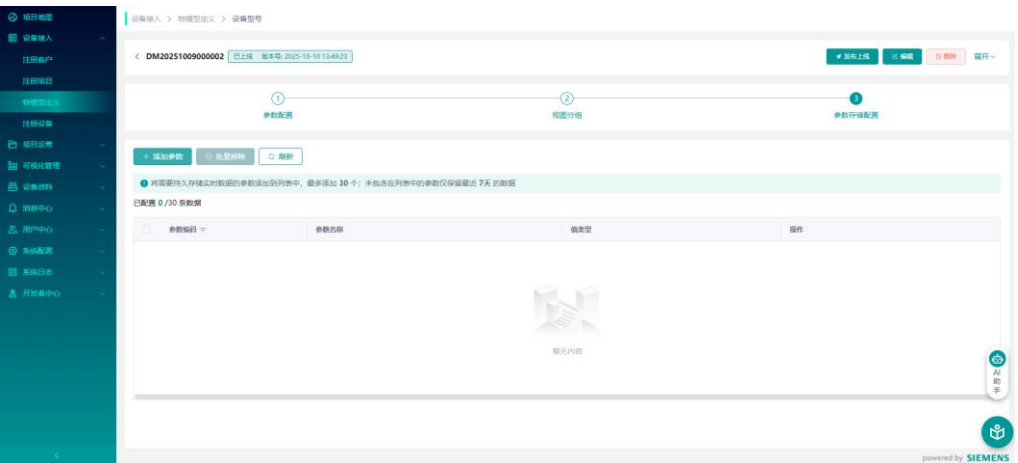 项目地图
设备接入
注册客户
注册项目
物模型定义
注册设备
项目运营
可视化管理
设备资料
消息中心
用户中心
系统配置
系统日志
开发者中心
设备接入 > 物模型定义 > 设备型号
DM20251009000002 已上线 版本号: 2025-10-10 13:49:23
发布上线 编辑 删除 展开
1 2 3
参数配置 视图分组 参数存储配置
+ 添加参数 批量移除 刷新
将需要持久存储实时数据的参数添加到列表中，最多添加 30 个；未包含在列表中的参数仅保留最近 7天 的数据
已配置 0 /30 条数据
参数编码 参数名称 值类型 操作
暂无内容
AI
助
手
powered by SIEMENS